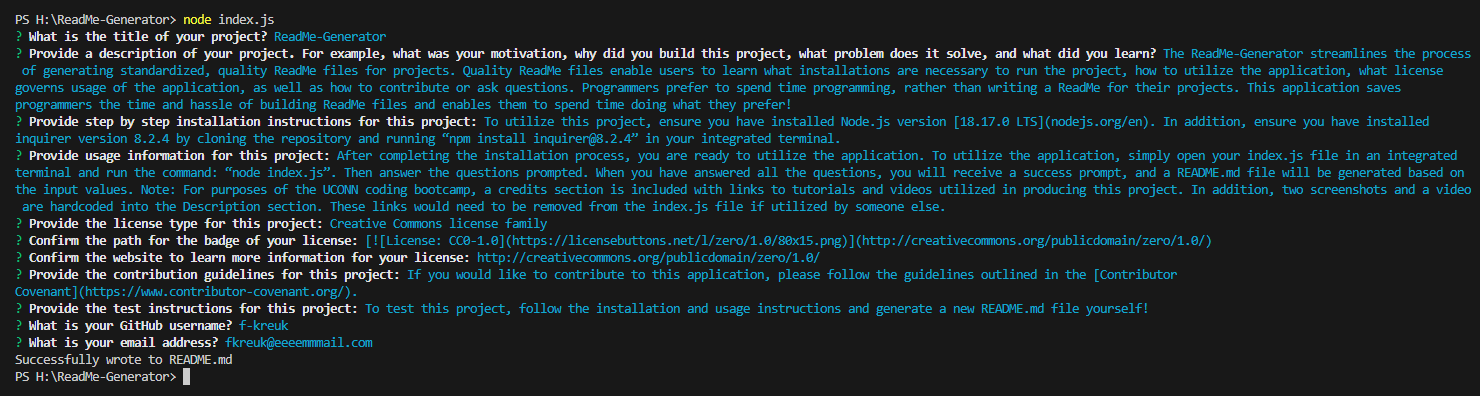 PS H:\ReadMe-Generator> node index.js
? What is the title of your project? ReadMe-Generator
? Provide a description of your project. For example, what was your motivation, why did you build this project, what problem does it solve, and what did you learn? The ReadMe-Generator streamlines the process
of generating standardized, quality ReadMe files for projects. Quality ReadMe files enable users to learn what installations are necessary to run the project, how to utilize the application, what license
governs usage of the application, as well as how to contribute or ask questions. Programmers prefer to spend time programming, rather than writing a ReadMe for their projects. This application saves
programmers the time and hassle of building ReadMe files and enables them to spend time doing what they prefer!
? Provide step by step installation instructions for this project: To utilize this project, ensure you have installed Node.js version [18.17.0 LTS](nodejs.org/en). In addition, ensure you have installed
inquirer version 8.2.4 by cloning the repository and running “npm install inquirer@8.2.4” in your integrated terminal.
? Provide usage information for this project: After completing the installation process, you are ready to utilize the application. To utilize the application, simply open your index.js file in an integrated
terminal and run the command: “node index.js”. Then answer the questions prompted. When you have answered all the questions, you will receive a success prompt, and a README.md file will be generated based on
the input values. Note: For purposes of the UCONN coding bootcamp, a credits section is included with links to tutorials and videos utilized in producing this project. In addition, two screenshots and a video
are hardcoded into the Description section. These links would need to be removed from the index.js file if utilized by someone else.
? Provide the license type for this project: Creative Commons license family
? Confirm the path for the badge of your license: [![License: CC0-1.0](https://licensebuttons.net/l/zero/1.0/80x15.png)](http://creativecommons.org/publicdomain/zero/1.0/)
? Confirm the website to learn more information for your license: http://creativecommons.org/publicdomain/zero/1.0/
? Provide the contribution guidelines for this project: If you would like to contribute to this application, please follow the guidelines outlined in the [Contributor
Covenant](https://www.contributor-covenant.org/).
? Provide the test instructions for this project: To test this project, follow the installation and usage instructions and generate a new README.md file yourself!
? What is your GitHub username? f-kreuk
? What is your email address? fkreuk@eeeemmmail.com
Successfully wrote to README.md
PS H:\ReadMe-Generator>